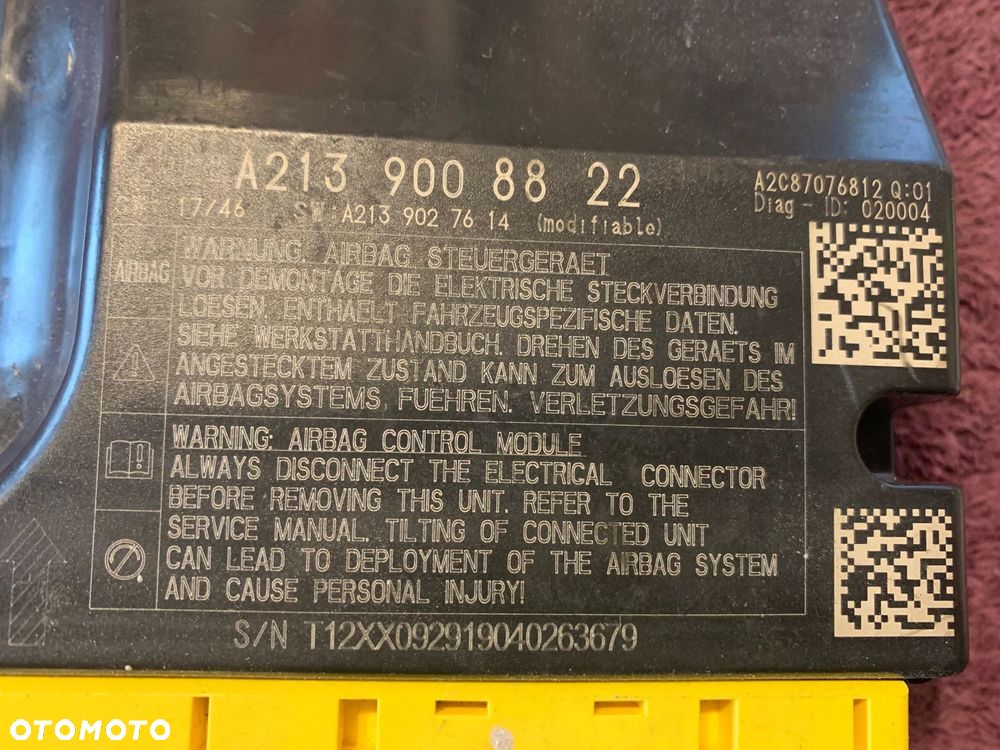 A213 900 88 22
A2C87076812 Q:01
Diag - ID: 020004
17/46 SW A213 902 76 14 (modifiable)
WARNUNG, AIRBAG STEUERGERAET
AIRBAG
VOR DEMONTAGE DIE ELEKTRISCHE STECKVERBINDUNG
LOESEN. ENTHAELT FAHRZEUGSPEZIFISCHE DATEN.
SIEHE WERKSTATTHANDBUCH. DREHEN DES GERAETS IM
ANGESTECKTEM ZUSTAND KANN ZUM AUSLOESEN DES
AIRBAGSYSTEMS FUEHREN. VERLETZUNGSGEFAHR!
WARNING: AIRBAG CONTROL MODULE
ALWAYS DISCONNECT THE ELECTRICAL CONNECTOR
BEFORE REMOVING THIS UNIT. REFER TO THE
SERVICE MANUAL. TILTING OF CONNECTED UNIT
CAN LEAD TO DEPLOYMENT OF THE AIRBAG SYSTEM
AND CAUSE PERSONAL INJURY!
S/N T12XX092919040263679
OTOMOTO